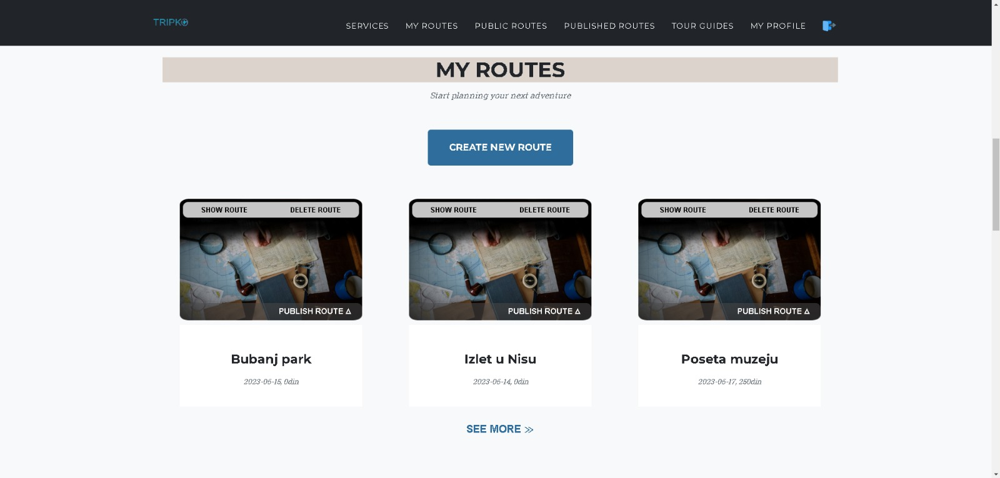 TRIPKO
SERVICES MY ROUTES PUBLIC ROUTES PUBLISHED ROUTES TOUR GUIDES MY PROFILE
MY ROUTES
Start planning your next adventure
CREATE NEW ROUTE
SHOW ROUTE DELETE ROUTE
PUBLISH ROUTE Δ
Bubanj park
2023-06-15, 0din
SHOW ROUTE DELETE ROUTE
PUBLISH ROUTE Δ
Izlet u Nisu
2023-06-14, 0din
SHOW ROUTE DELETE ROUTE
PUBLISH ROUTE Δ
Poseta muzeju
2023-06-17, 250din
SEE MORE ≫